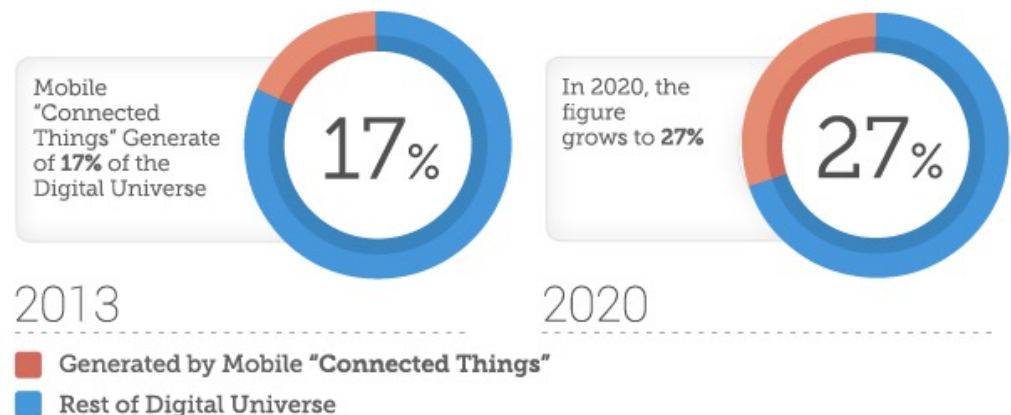 Mobile
“Connected
Things” Generate
of 17% of the
Digital Universe
17%
2013
In 2020, the
figure
grows to 27%
27%
2020
Generated by Mobile “Connected Things”
Rest of Digital Universe